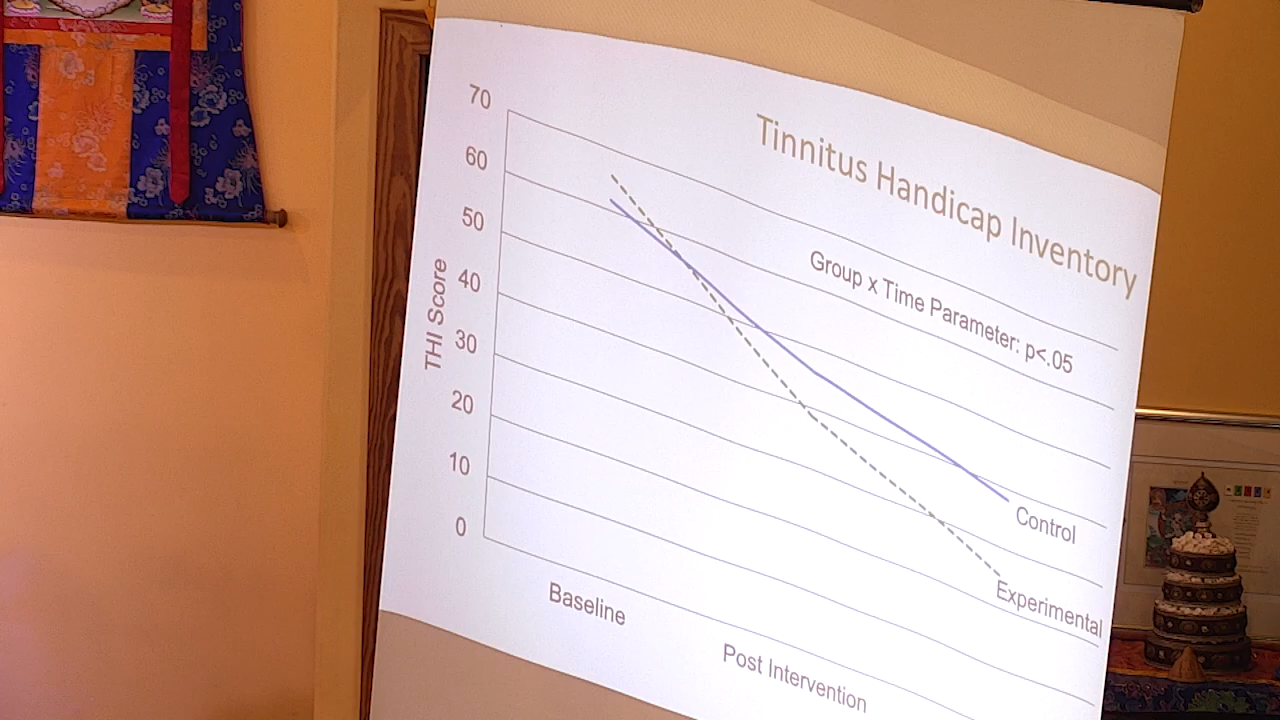 Tinnitus Handicap Inventory
Group x Time Parameter: p<.05
THI Score
70
60
50
40
30
20
10
0
Control
Experimental
Baseline
Post Intervention